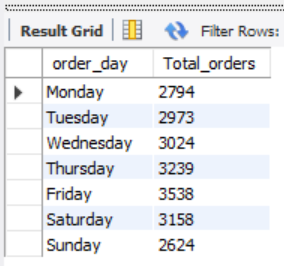 Result Grid Filter Rows:
order_day Total_orders
Monday 2794
Tuesday 2973
Wednesday 3024
Thursday 3239
Friday 3538
Saturday 3158
Sunday 2624